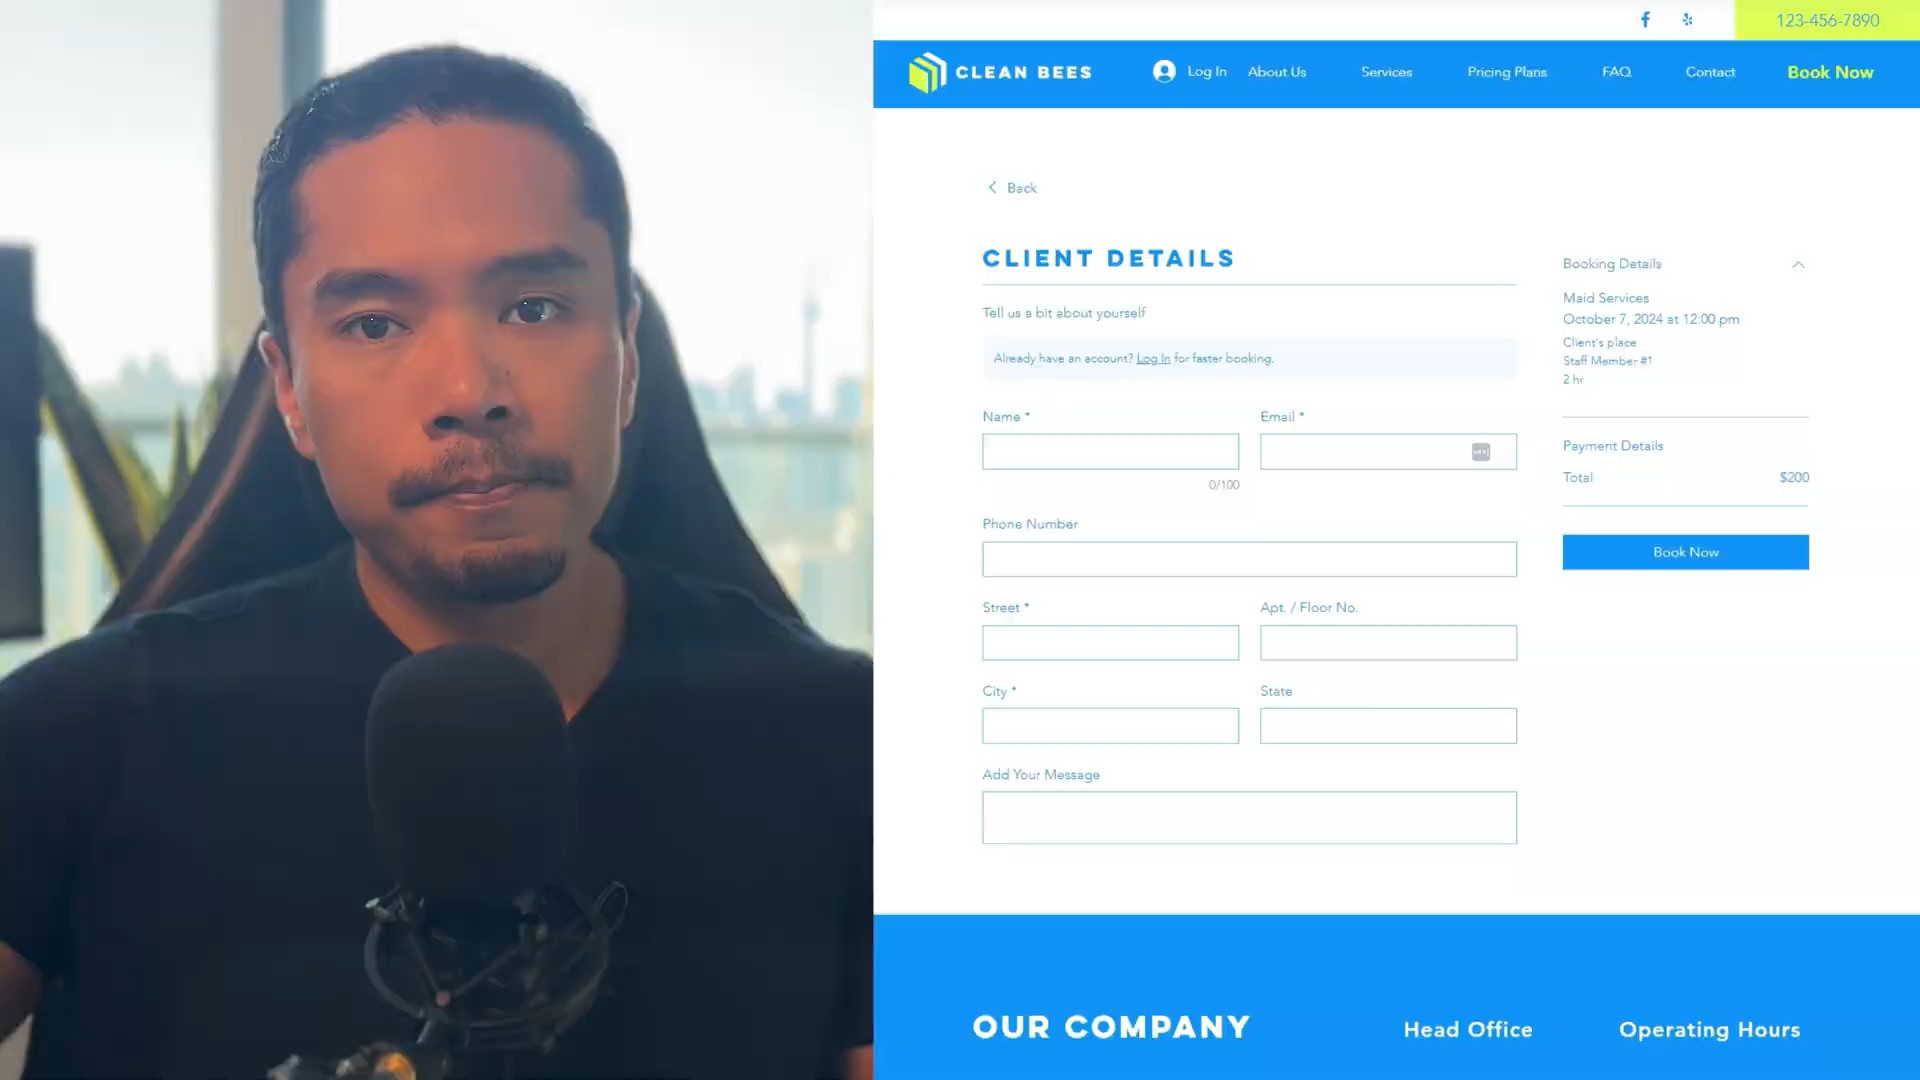 123-456-7890
CLEAN BEES
Log In
About Us
Services
Pricing Plans
FAQ
Contact
Book Now
Back
CLIENT DETAILS
Tell us a bit about yourself
Already have an account? Log In for faster booking.
Name *
Email *
0/100
Phone Number
Street *
Apt. / Floor No.
City *
State
Add Your Message
Booking Details
Maid Services
October 7, 2024 at 12:00 pm
Client's place
Staff Member #1
2 hr
Payment Details
Total $200
Book Now
OUR COMPANY
Head Office
Operating Hours